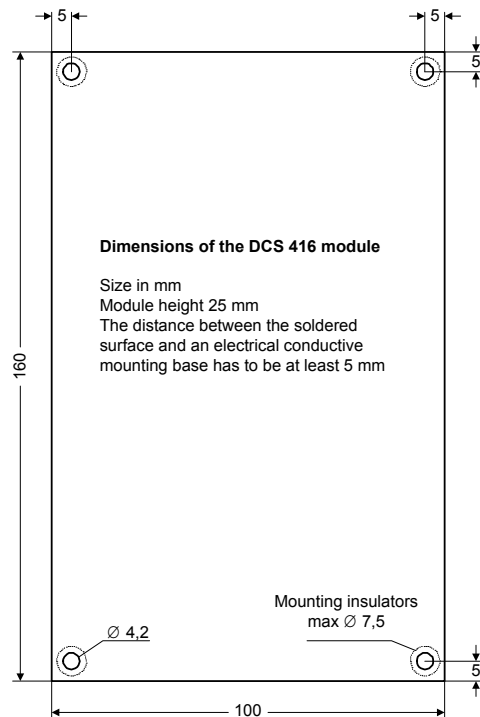 5
5
5
Dimensions of the DCS 416 module
Size in mm
Module height 25 mm
The distance between the soldered
surface and an electrical conductive
mounting base has to be at least 5 mm
160
Mounting insulators
max ∅ 7,5
∅ 4,2
5
100